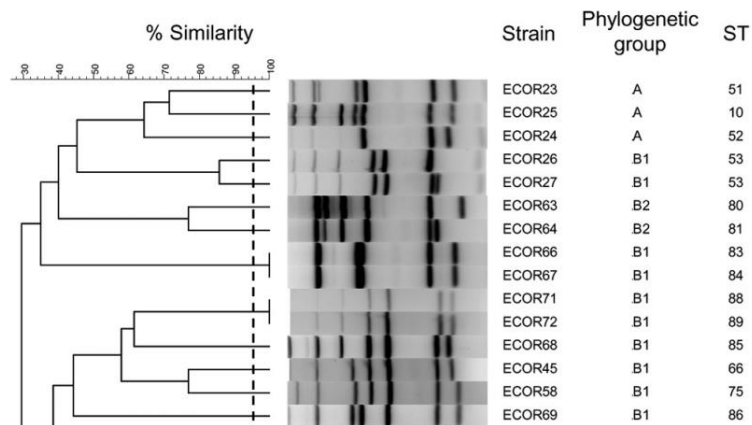 % Similarity Strain Phylogenetic group ST
30 40 50 60 70 80 90 100
ECOR23 A 51
ECOR25 A 10
ECOR24 A 52
ECOR26 B1 53
ECOR27 B1 53
ECOR63 B2 80
ECOR64 B2 81
ECOR66 B1 83
ECOR67 B1 84
ECOR71 B1 88
ECOR72 B1 89
ECOR68 B1 85
ECOR45 B1 66
ECOR58 B1 75
ECOR69 B1 86